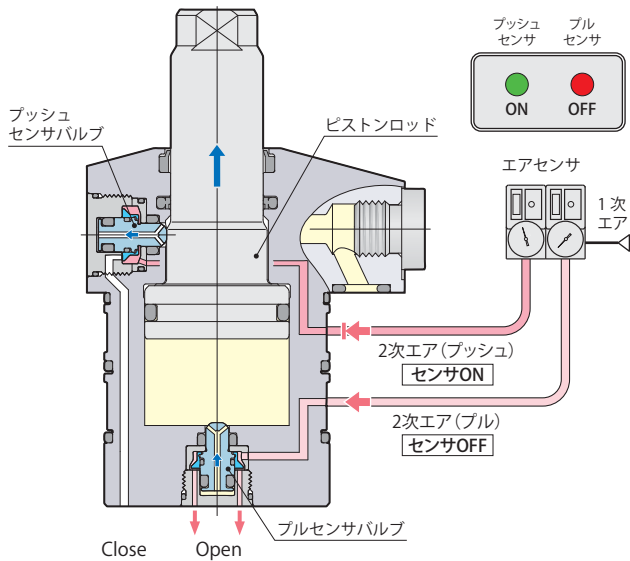 プッシュ
センサ
プル
センサ
ON
OFF
プッシュ
センサバルブ
ピストンロッド
エアセンサ
1次
エア
2次エア（プッシュ）
センサON
2次エア（プル）
センサOFF
プルセンサバルブ
Close
Open